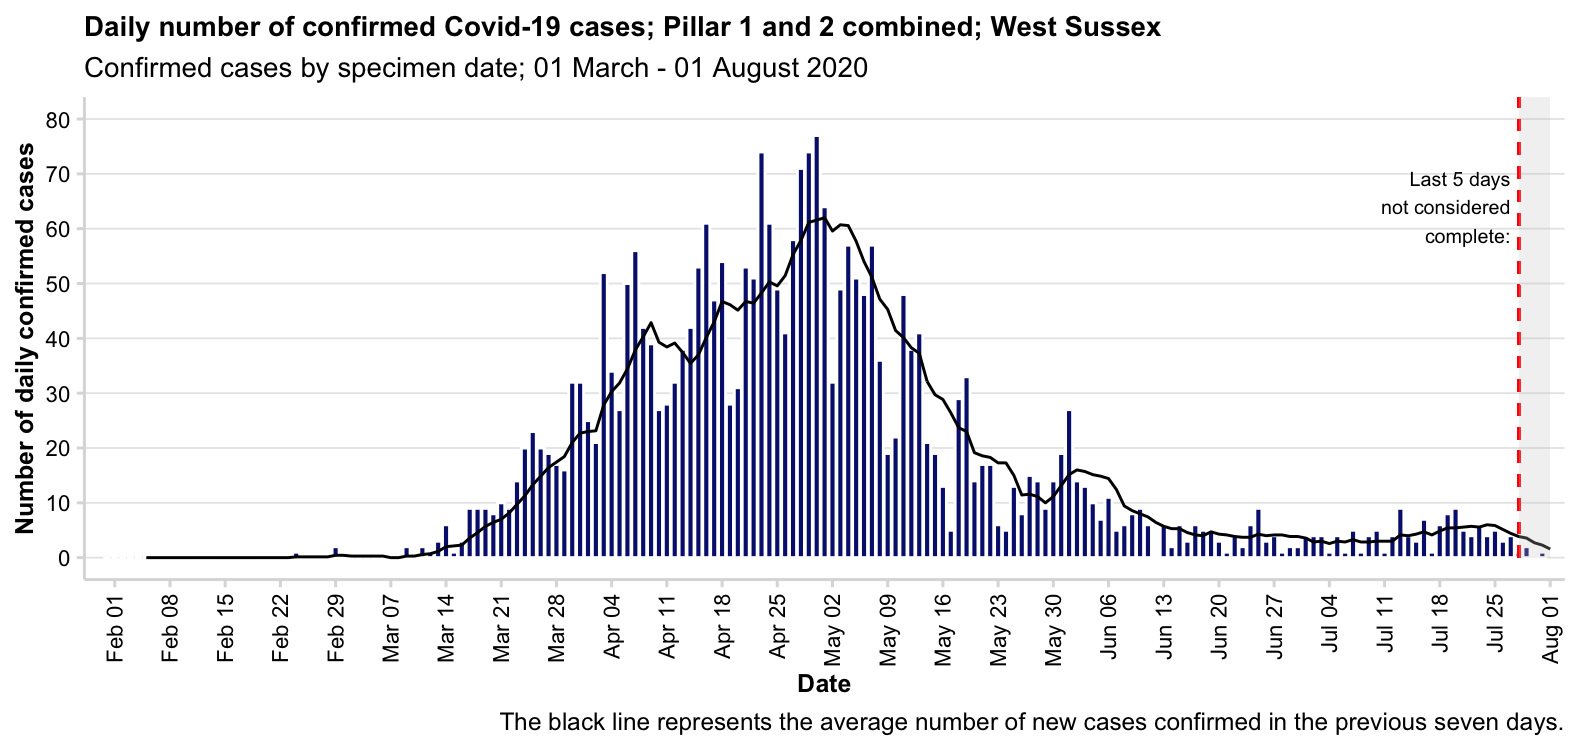 Daily number of confirmed Covid-19 cases; Pillar 1 and 2 combined; West Sussex
Confirmed cases by specimen date; 01 March - 01 August 2020
Number of daily confirmed cases
80
70
60
50
40
30
20
10
0
Last 5 days
not considered
complete:
Feb 01
Feb 08
Feb 15
Feb 22
Feb 29
Mar 07
Mar 14
Mar 21
Mar 28
Apr 04
Apr 11
Apr 18
Apr 25
May 02
May 09
May 16
May 23
May 30
Jun 06
Jun 13
Jun 20
Jun 27
Jul 04
Jul 11
Jul 18
Jul 25
Aug 01
Date
The black line represents the average number of new cases confirmed in the previous seven days.